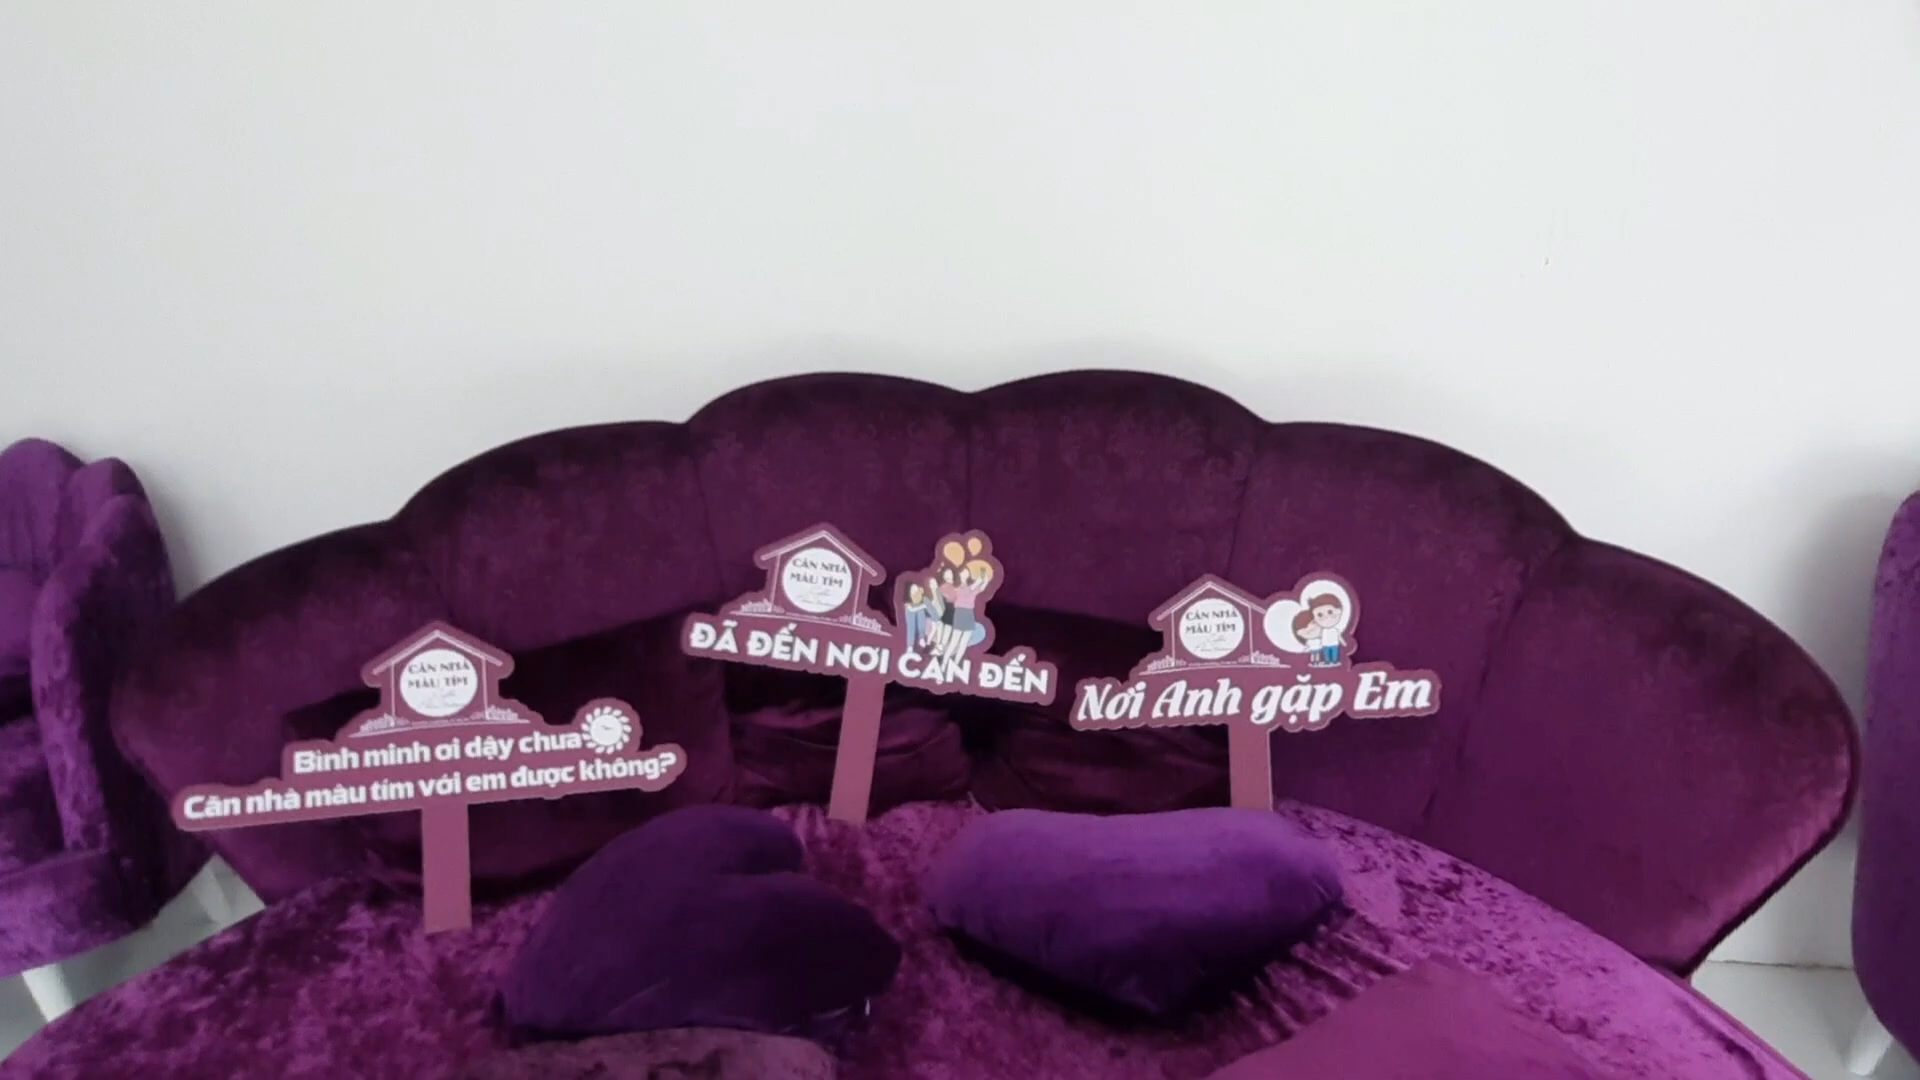 CĂN NHÀ
MÀU TÍM
Bình minh ơi dậy chưa
Căn nhà màu tím với em được không?
CĂN NHÀ
MÀU TÍM
ĐÃ ĐẾN NƠI CẦN ĐẾN
CĂN NHÀ
MÀU TÍM
Nơi Anh gặp Em